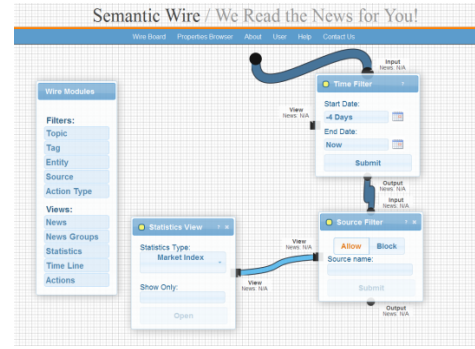 Semantic Wire / We Read the News for You!
Wire Board Properties Browser About User Help Contact Us
Wire Modules
Filters:
Topic
Tag
Entity
Source
Action Type
Views:
News
News Groups
Statistics
Time Line
Actions
Input
News: N/A
Time Filter
View
News: N/A
Start Date:
-4 Days
End Date:
Now
Submit
Output
News: N/A
Input
News: N/A
Statistics View ? ×
Statistics Type:
Market Index
Show Only:
Open
View
News: N/A
View
News: N/A
Source Filter ? ×
Allow Block
Source name:
Submit
Output
News: N/A